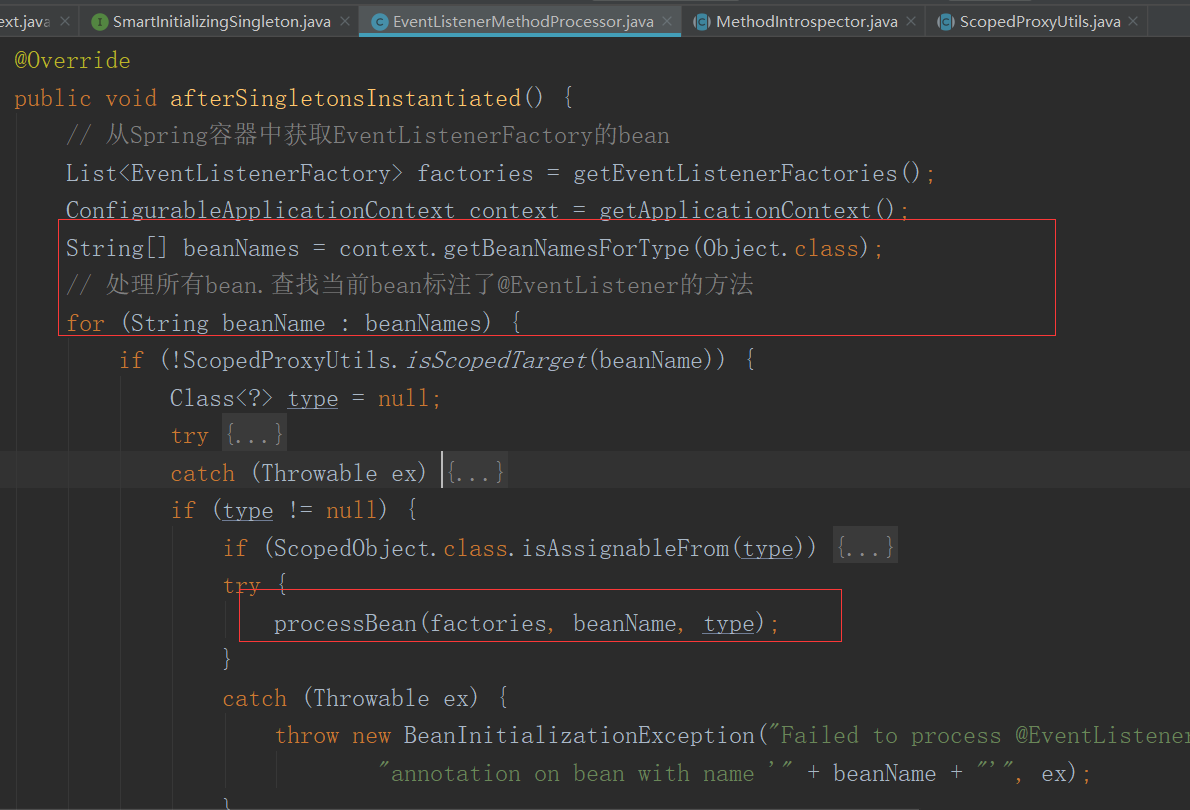 ext.java × I SmartInitializingSingleton.java × C EventListenerMethodProcessor.java × C MethodIntrospector.java × C ScopedProxyUtils.java ×
@Override
public void afterSingletonsInstantiated() {
// 从Spring容器中获取EventListenerFactory的bean
List<EventListenerFactory> factories = getEventListenerFactories();
ConfigurableApplicationContext context = getApplicationContext();
String[] beanNames = context.getBeanNamesForType(Object.class);
// 处理所有bean.查找当前bean标注了@EventListener的方法
for (String beanName : beanNames) {
if (!ScopedProxyUtils.isScopedTarget(beanName)) {
Class<?> type = null;
try {...}
catch (Throwable ex) {...}
if (type != null) {
if (ScopedObject.class.isAssignableFrom(type)) {...}
try {
processBean(factories, beanName, type);
}
catch (Throwable ex) {
throw new BeanInitializationException("Failed to process @EventListener
"annotation on bean with name '" + beanName + "'", ex);
}